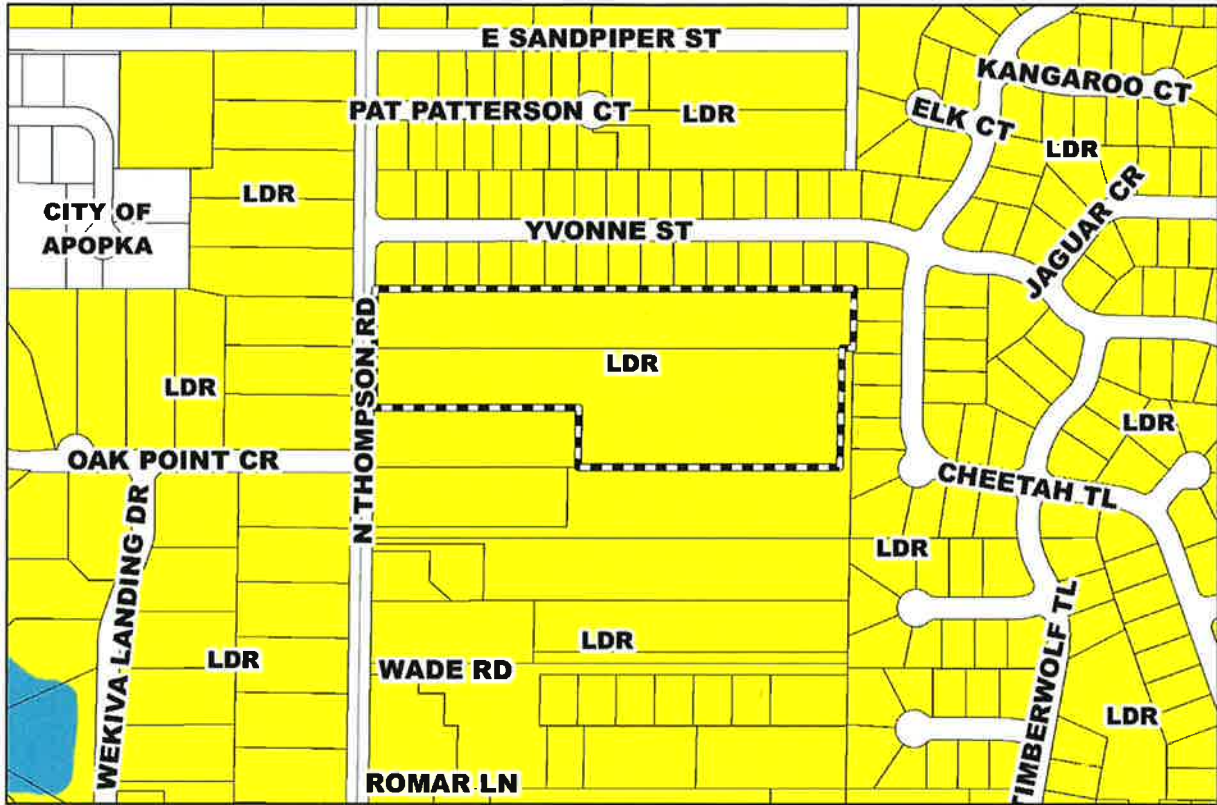 E SANDPIPER ST
KANGAROO CT
PAT PATTERSON CT
LDR
ELK CT
LDR
LDR
JAGUAR CR
CITY OF
APOPKA
YVONNE ST
N THOMPSON RD
LDR
LDR
LDR
OAK POINT CR
CHEETAH TL
WEKIVA LANDING DR
LDR
TIMBERWOLF TL
LDR
LDR
WADE RD
LDR
ROMAR LN